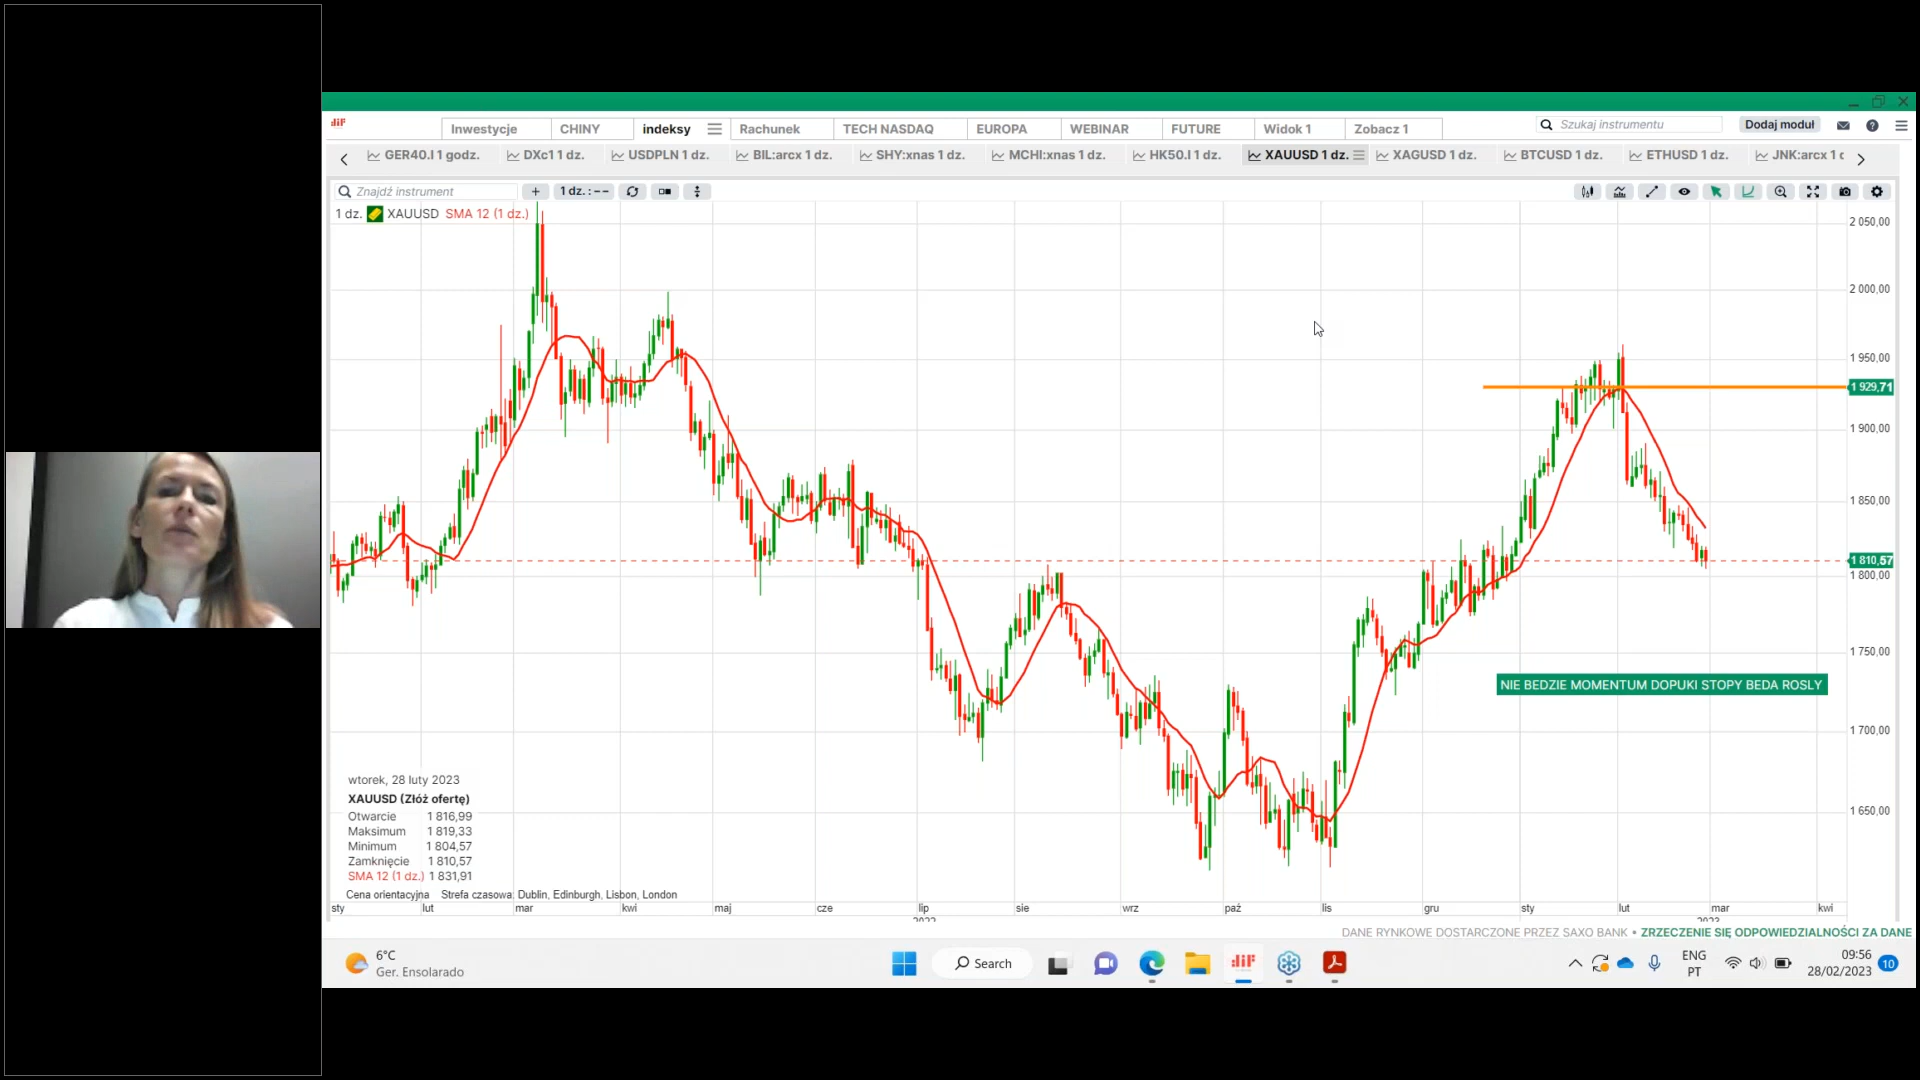 diF
Inwestycje CHINY indeksy Rachunek TECH NASDAQ EUROPA WEBINAR FUTURE Widok 1 Zobacz 1 Szukaj instrumentu Dodaj moduł
GER40.I 1 godz. DXc1 1 dz. USDPLN 1 dz. BIL:arcx 1 dz. SHY:xnas 1 dz. MCHI:xnas 1 dz. HK50.I 1 dz. XAUUSD 1 dz. XAGUSD 1 dz. BTCUSD 1 dz. ETHUSD 1 dz. JNK:arcx 1 d
Znajdź instrument + 1 dz. : – –
1 dz. XAUUSD SMA 12 (1 dz.)
2 050,00
2 000,00
1 950,00
1 929,71
1 900,00
1 850,00
1 810,57
1 800,00
1 750,00
NIE BEDZIE MOMENTUM DOPUKI STOPY BEDA ROSLY
1 700,00
1 650,00
wtorek, 28 luty 2023
XAUUSD (Złóż ofertę)
Otwarcie 1 816,99
Maksimum 1 819,33
Minimum 1 804,57
Zamknięcie 1 810,57
SMA 12 (1 dz.) 1 831,91
Cena orientacyjna Strefa czasowa: Dublin, Edinburgh, Lisbon, London
sty lut mar kwi maj cze lip sie wrz paź lis gru sty lut mar kwi
2022 2023
DANE RYNKOWE DOSTARCZONE PRZEZ SAXO BANK • ZRZECZENIE SIĘ ODPOWIEDZIALNOŚCI ZA DANE
6°C
Ger. Ensolarado
Search
diF
ENG
PT
09:56
28/02/2023
10